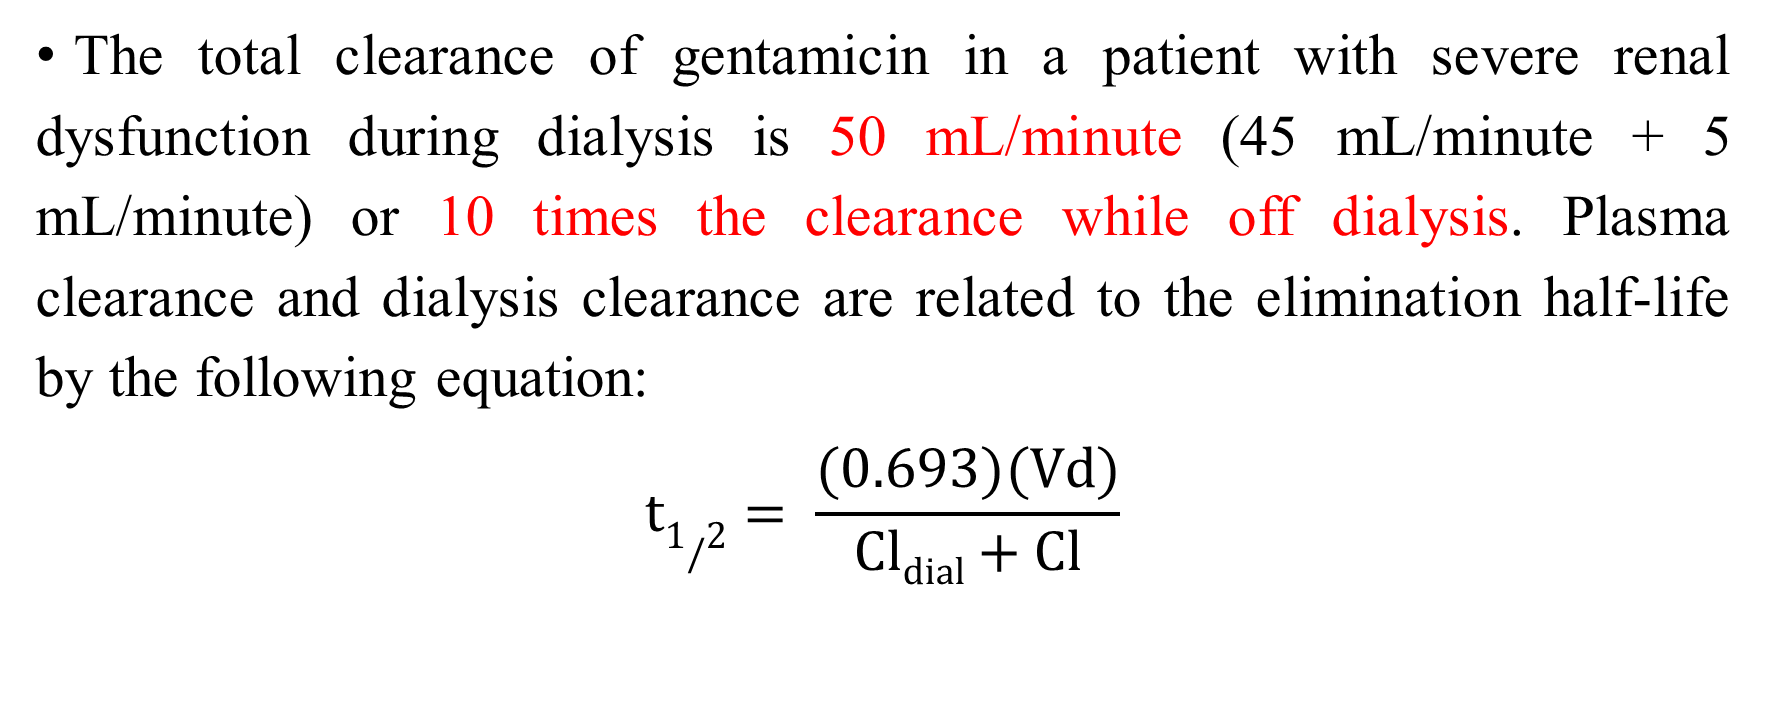 • The total clearance of gentamicin in a patient with severe renal
dysfunction during dialysis is 50 mL/minute (45 mL/minute + 5
mL/minute) or 10 times the clearance while off dialysis. Plasma
clearance and dialysis clearance are related to the elimination half-life
by the following equation:
t1/2 = (0.693)(Vd)
Cldial + Cl